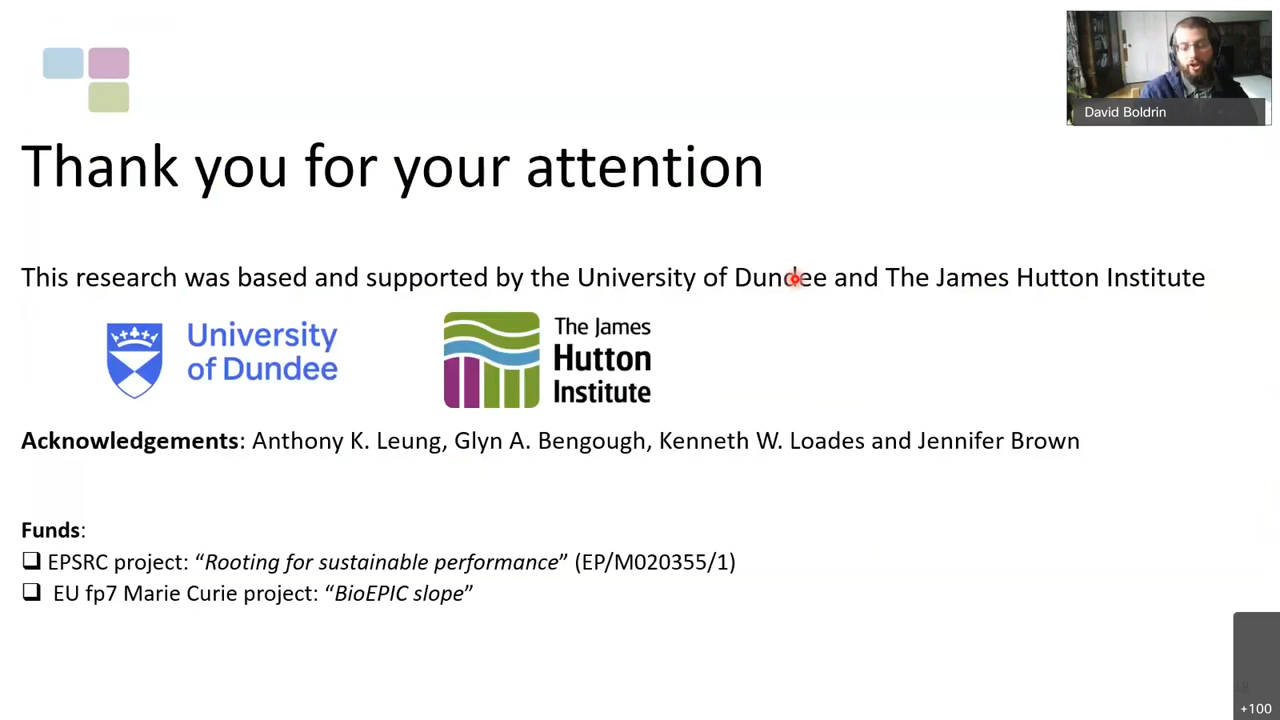 David Boldrin
Thank you for your attention
This research was based and supported by the University of Dundee and The James Hutton Institute
University
of Dundee
The James
Hutton
Institute
Acknowledgements: Anthony K. Leung, Glyn A. Bengough, Kenneth W. Loades and Jennifer Brown
Funds:
EPSRC project: “Rooting for sustainable performance” (EP/M020355/1)
EU fp7 Marie Curie project: “BioEPIC slope”
+100